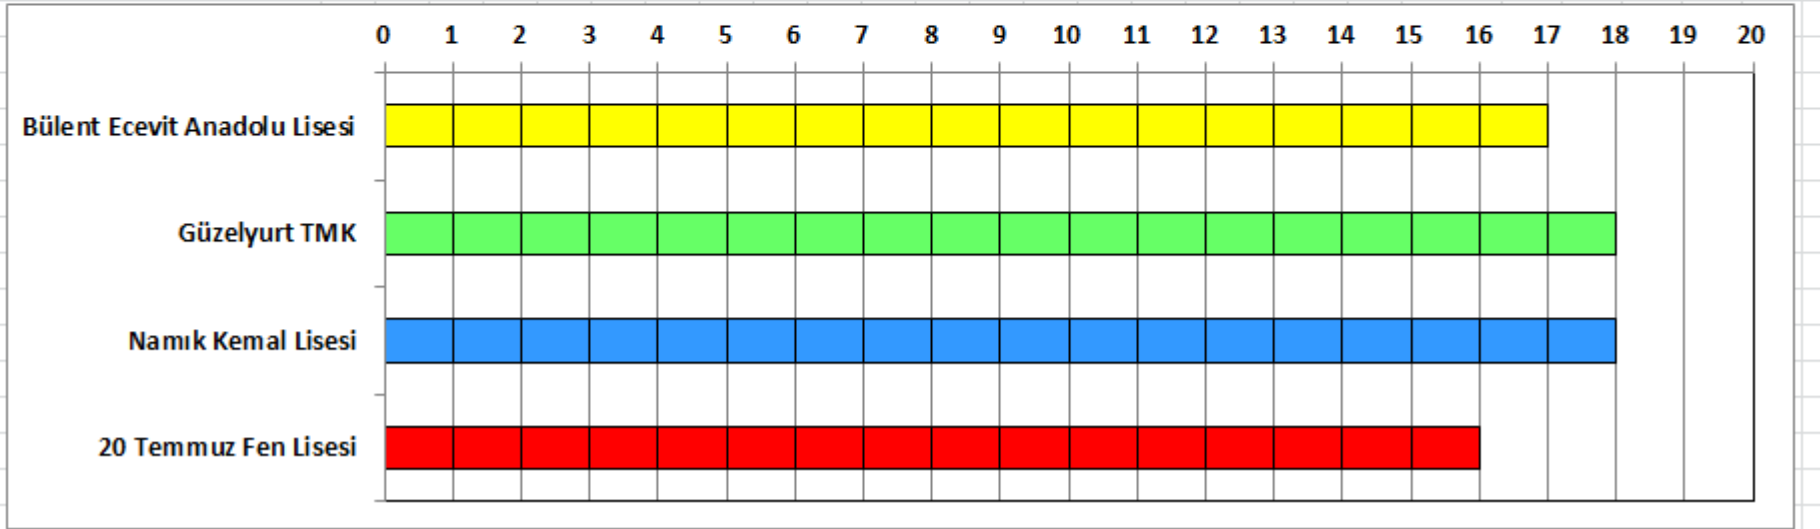 0 1 2 3 4 5 6 7 8 9 10 11 12 13 14 15 16 17 18 19 20
Bülent Ecevit Anadolu Lisesi
Güzelyurt TMK
Namık Kemal Lisesi
20 Temmuz Fen Lisesi